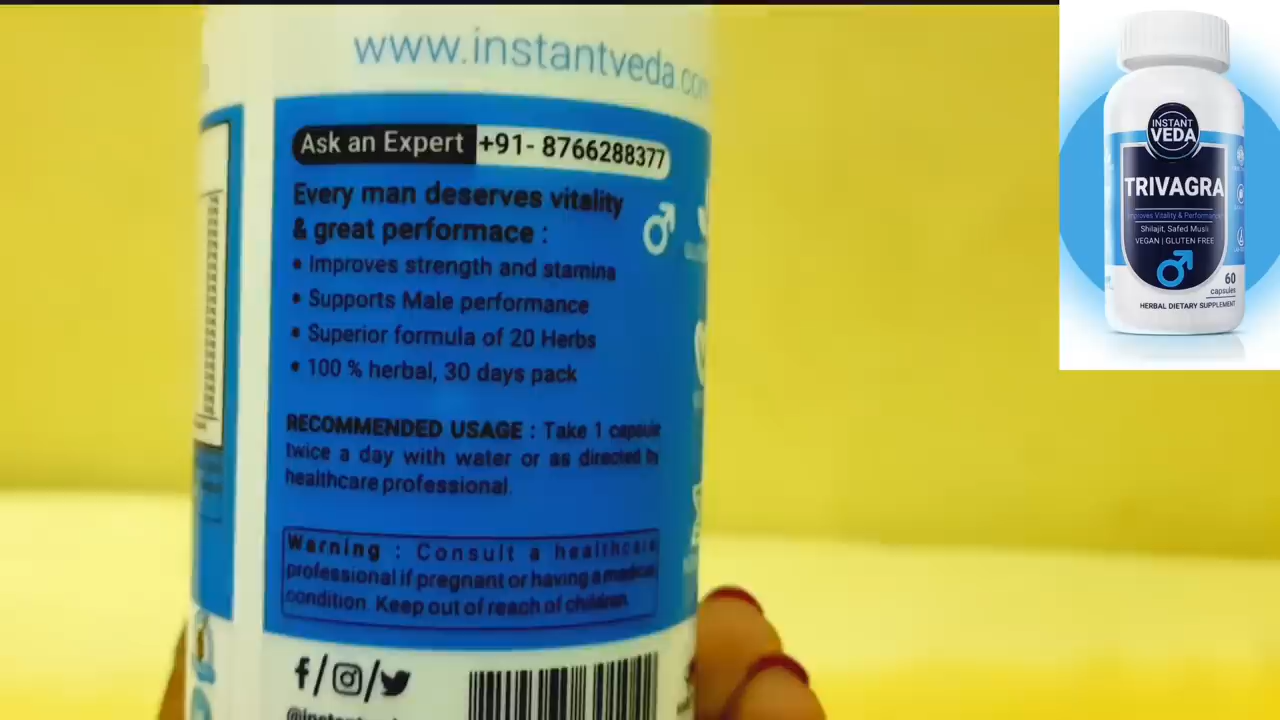 www.instantveda.com
Ask an Expert +91- 8766288377
Every man deserves vitality
& great performace :
• Improves strength and stamina
• Supports Male performance
• Superior formula of 20 Herbs
• 100 % herbal, 30 days pack
RECOMMENDED USAGE : Take 1 capsule
twice a day with water or as directed by
healthcare professional.
Warning : Consult a healthcare
professional if pregnant or having a medical
condition. Keep out of reach of children.
INSTANT
VEDA
TRIVAGRA
Improves Vitality & Performance
Shilajit, Safed Musli
VEGAN | GLUTEN FREE
60
capsules
HERBAL DIETARY SUPPLEMENT